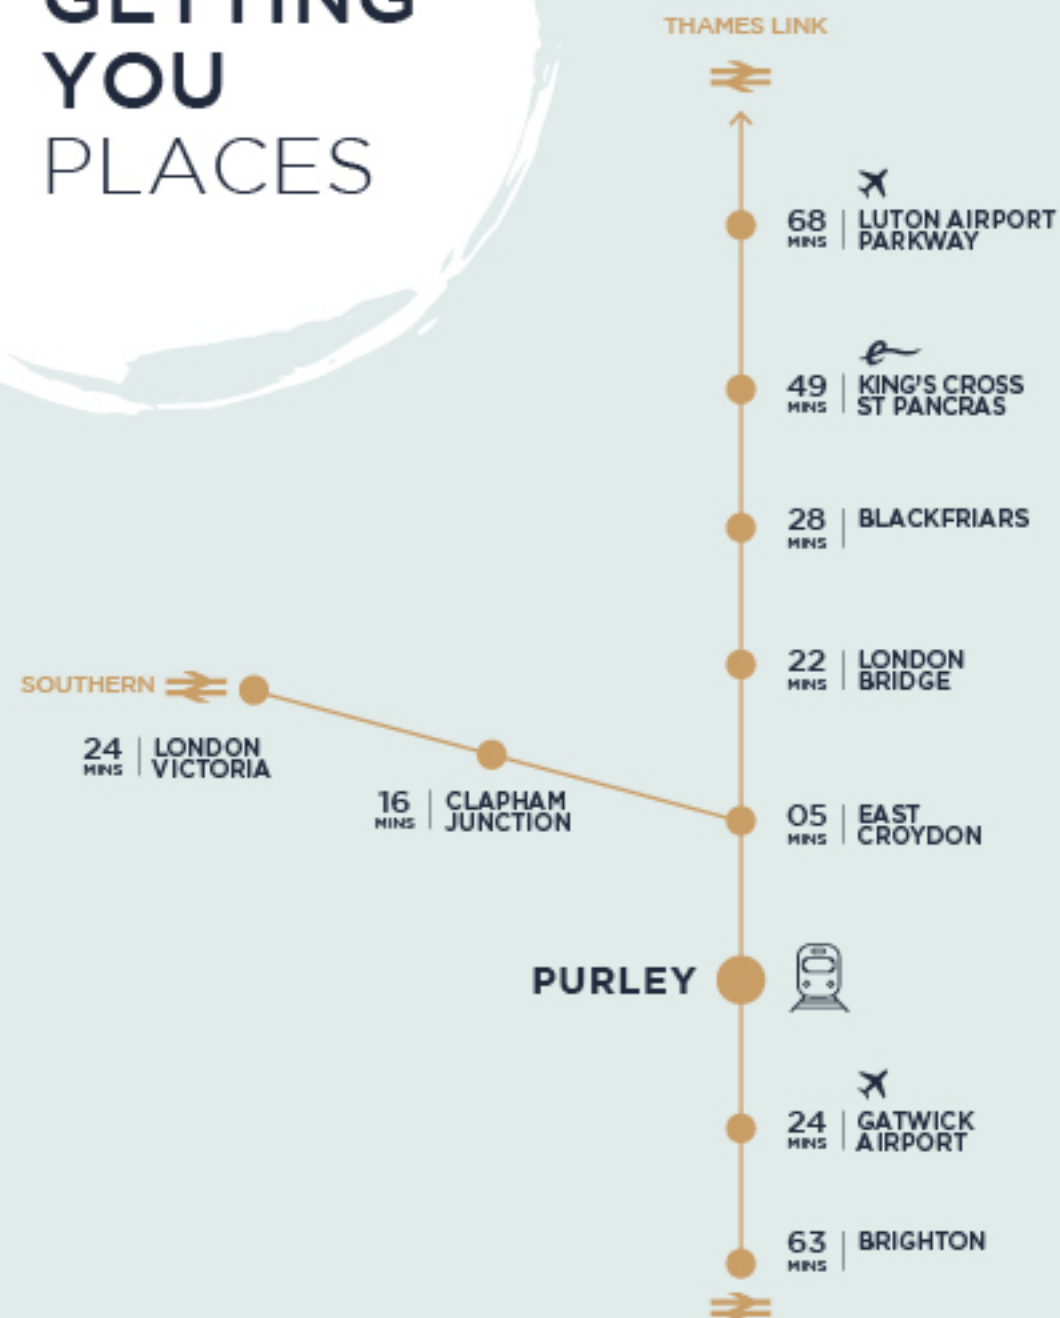 GETTING
YOU
PLACES
THAMES LINK
68 MINS | LUTON AIRPORT
PARKWAY
49 MINS | KING'S CROSS
ST PANCRAS
28 MINS | BLACKFRIARS
22 MINS | LONDON
BRIDGE
SOUTHERN
24 MINS | LONDON
VICTORIA
16 MINS | CLAPHAM
JUNCTION
05 MINS | EAST
CROYDON
PURLEY
24 MINS | GATWICK
AIRPORT
63 MINS | BRIGHTON